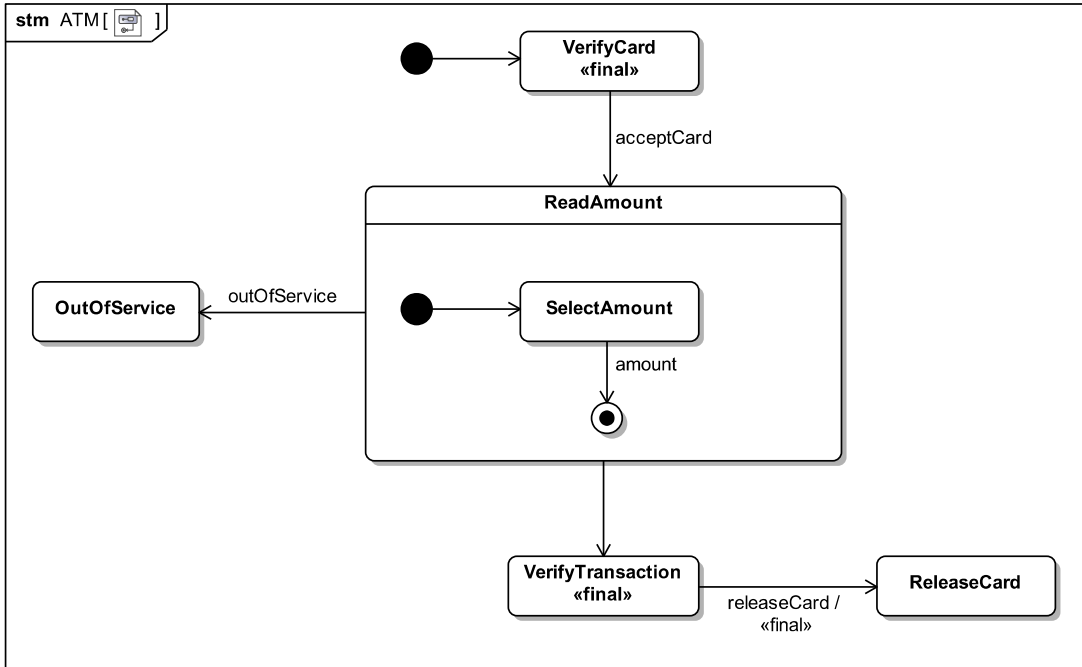 stm ATM [ ]
VerifyCard
«final»
acceptCard
ReadAmount
OutOfService
outOfService
SelectAmount
amount
VerifyTransaction
«final»
releaseCard /
«final»
ReleaseCard